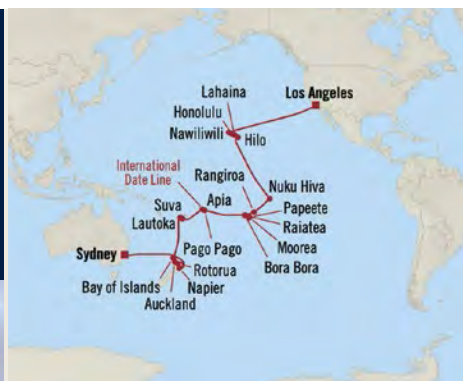 Lahaina
Honolulu
Nawiliwili
Los Angeles
Hilo
Rangiroa
Nuku Hiva
International
Date Line
Apia
Papeete
Suva
Raiatea
Lautoka
Moorea
Pago Pago
Bora Bora
Sydney
Rotorua
Bay of Islands
Napier
Auckland